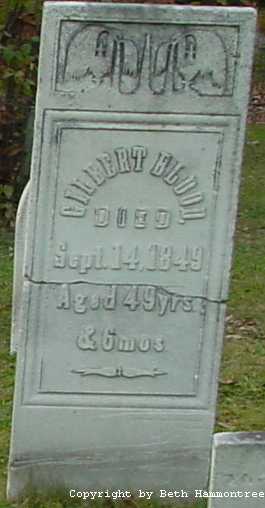 GILBERT BLOOD
DIED
Sept. 14, 1849
Aged 49 yrs.
& 6 mos
Copyright by Beth Hammontree